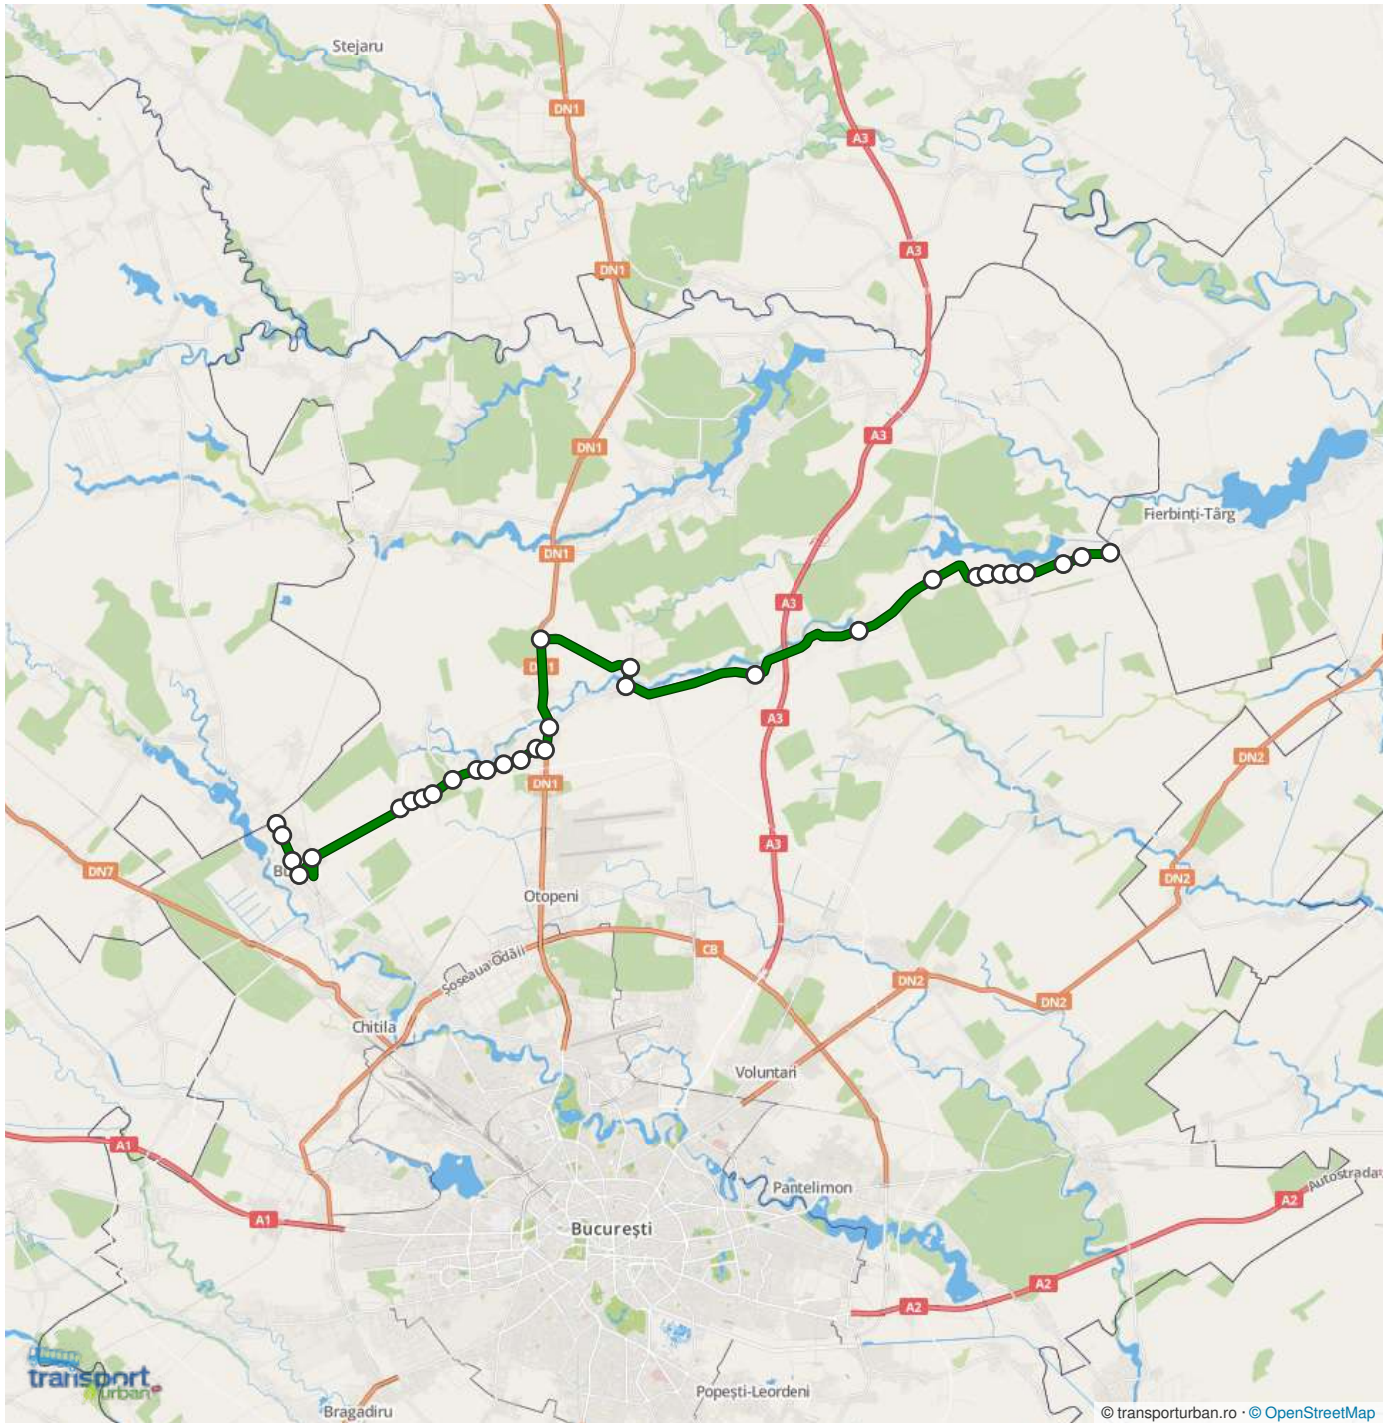 Stejaru
DN1
A3
A3
DN1
A3
DN1
Fierbinți-Târg
DN1
A3
A3
DN2
DN1
A3
DN7
DN2
Otopeni
CB
Șoseaua Odăii
DN2
DN2
Chitila
Voluntari
A1
Pantelimon
Autostrada
A2
A1
București
A2
A2
transport
urban
Popești-Leordeni
Bragadiru
© transporturban.ro · © OpenStreetMap